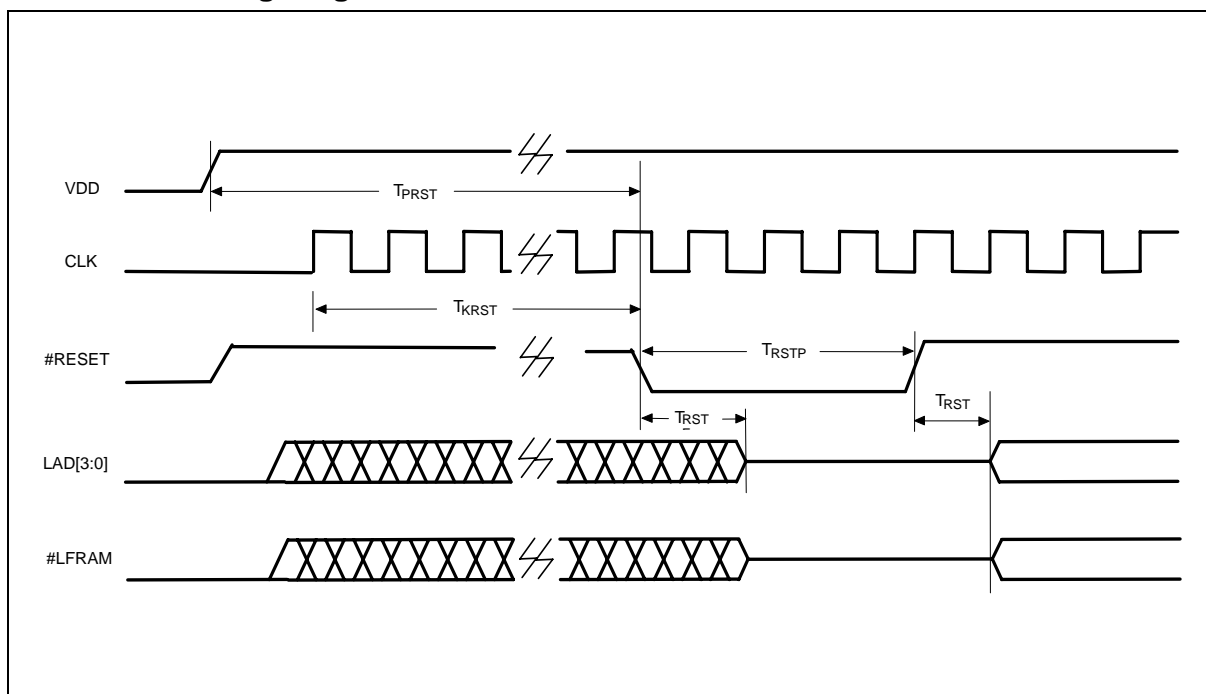 VDD
TPRST
CLK
TKRST
#RESET
TRSTP
TRST
TRST
LAD[3:0]
#LFRAM